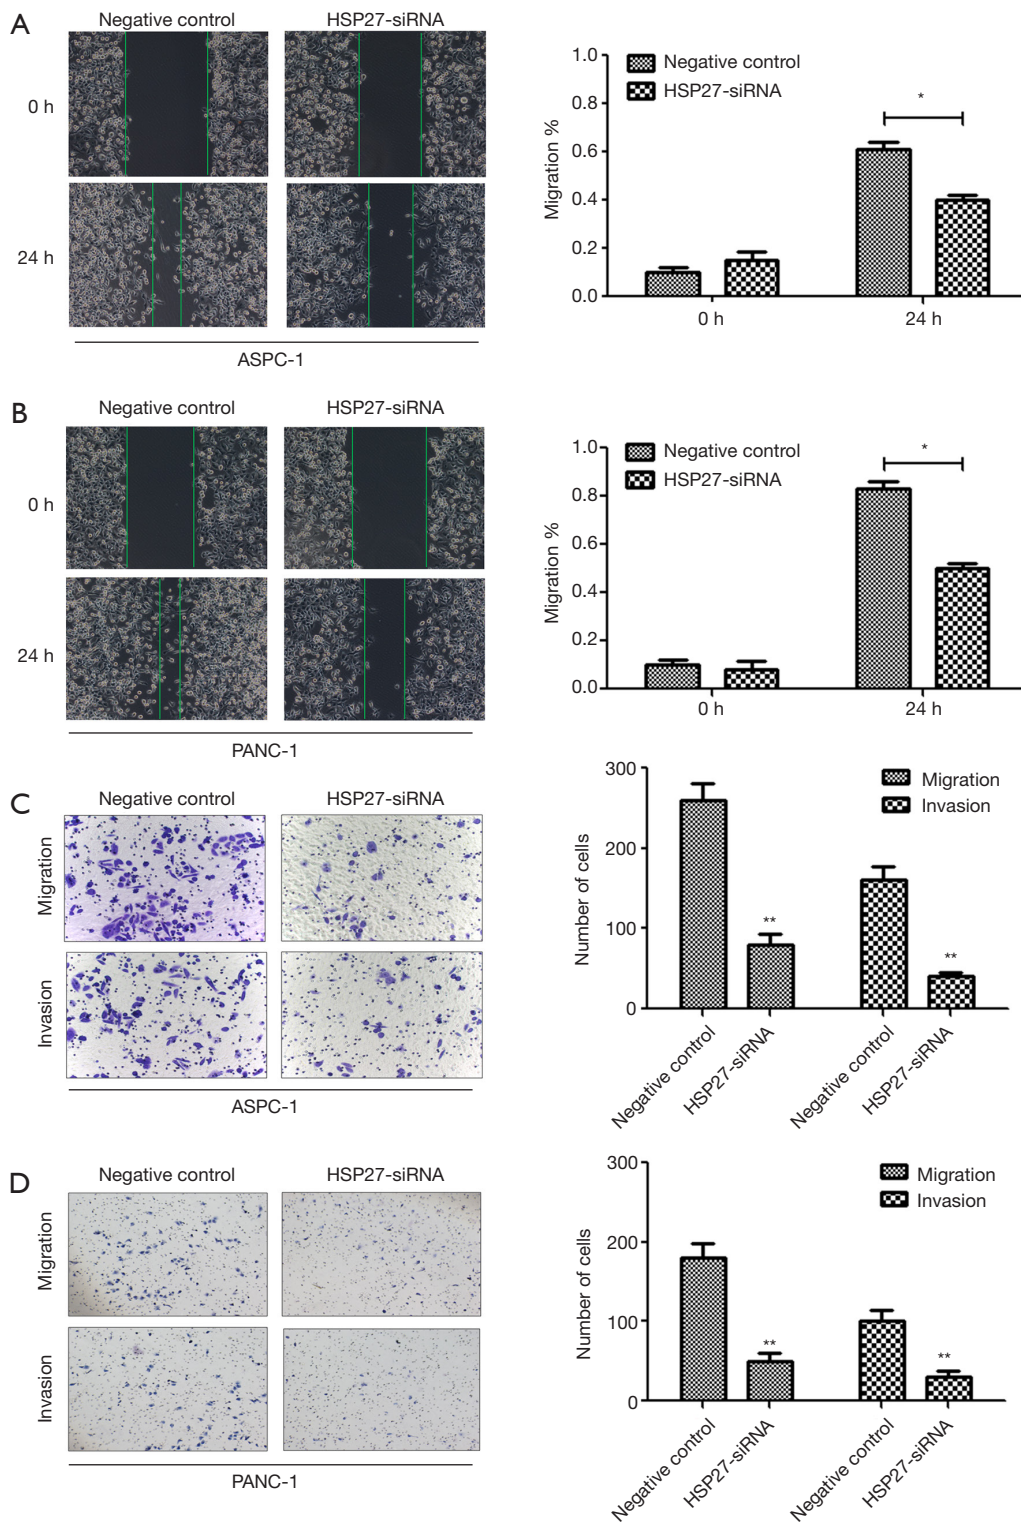 A
Negative control
HSP27-siRNA
0 h
24 h
ASPC-1
Migration %
1.0
0.8
0.6
0.4
0.2
0.0
Negative control
HSP27-siRNA
*
0 h
24 h
B
Negative control
HSP27-siRNA
0 h
24 h
PANC-1
Migration %
1.0
0.8
0.6
0.4
0.2
0.0
Negative control
HSP27-siRNA
*
0 h
24 h
C
Negative control
HSP27-siRNA
Migration
Invasion
ASPC-1
Number of cells
300
200
100
0
Migration
Invasion
**
**
Negative control
HSP27-siRNA
Negative control
HSP27-siRNA
D
Negative control
HSP27-siRNA
Migration
Invasion
PANC-1
Number of cells
300
200
100
0
Migration
Invasion
**
**
Negative control
HSP27-siRNA
Negative control
HSP27-siRNA